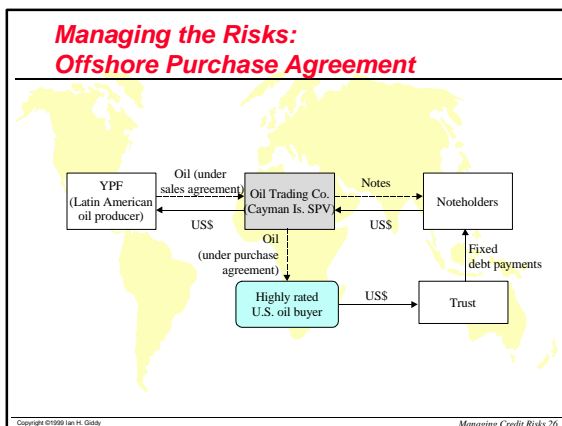 Managing the Risks:
Offshore Purchase Agreement
YPF
(Latin American
oil producer)
Oil (under
sales agreement)
US$
Oil Trading Co.
(Cayman Is. SPV)
Notes
US$
Noteholders
Oil
(under purchase
agreement)
Fixed
debt payments
Highly rated
U.S. oil buyer
US$
Trust
Copyright ©1999 Ian H. Giddy
Managing Credit Risks 26